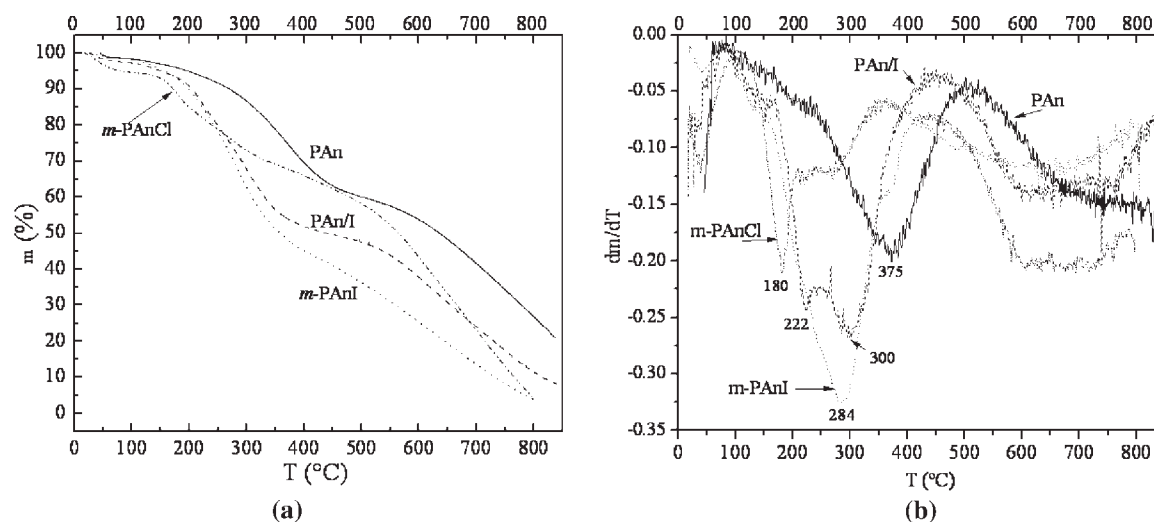 0 100 200 300 400 500 600 700 800
100
90
80
70
60
50
40
30
20
10
0
m (%)
m-PAnCl
PAn
PAn/I
m-PAnI
0 100 200 300 400 500 600 700 800
T (°C)
(a)
0 100 200 300 400 500 600 700 800
0.00
-0.05
-0.10
-0.15
-0.20
-0.25
-0.30
-0.35
dm/dT
PAn/I
PAn
m-PAnCl
180
375
222
300
m-PAnI
284
0 100 200 300 400 500 600 700 800
T (°C)
(b)